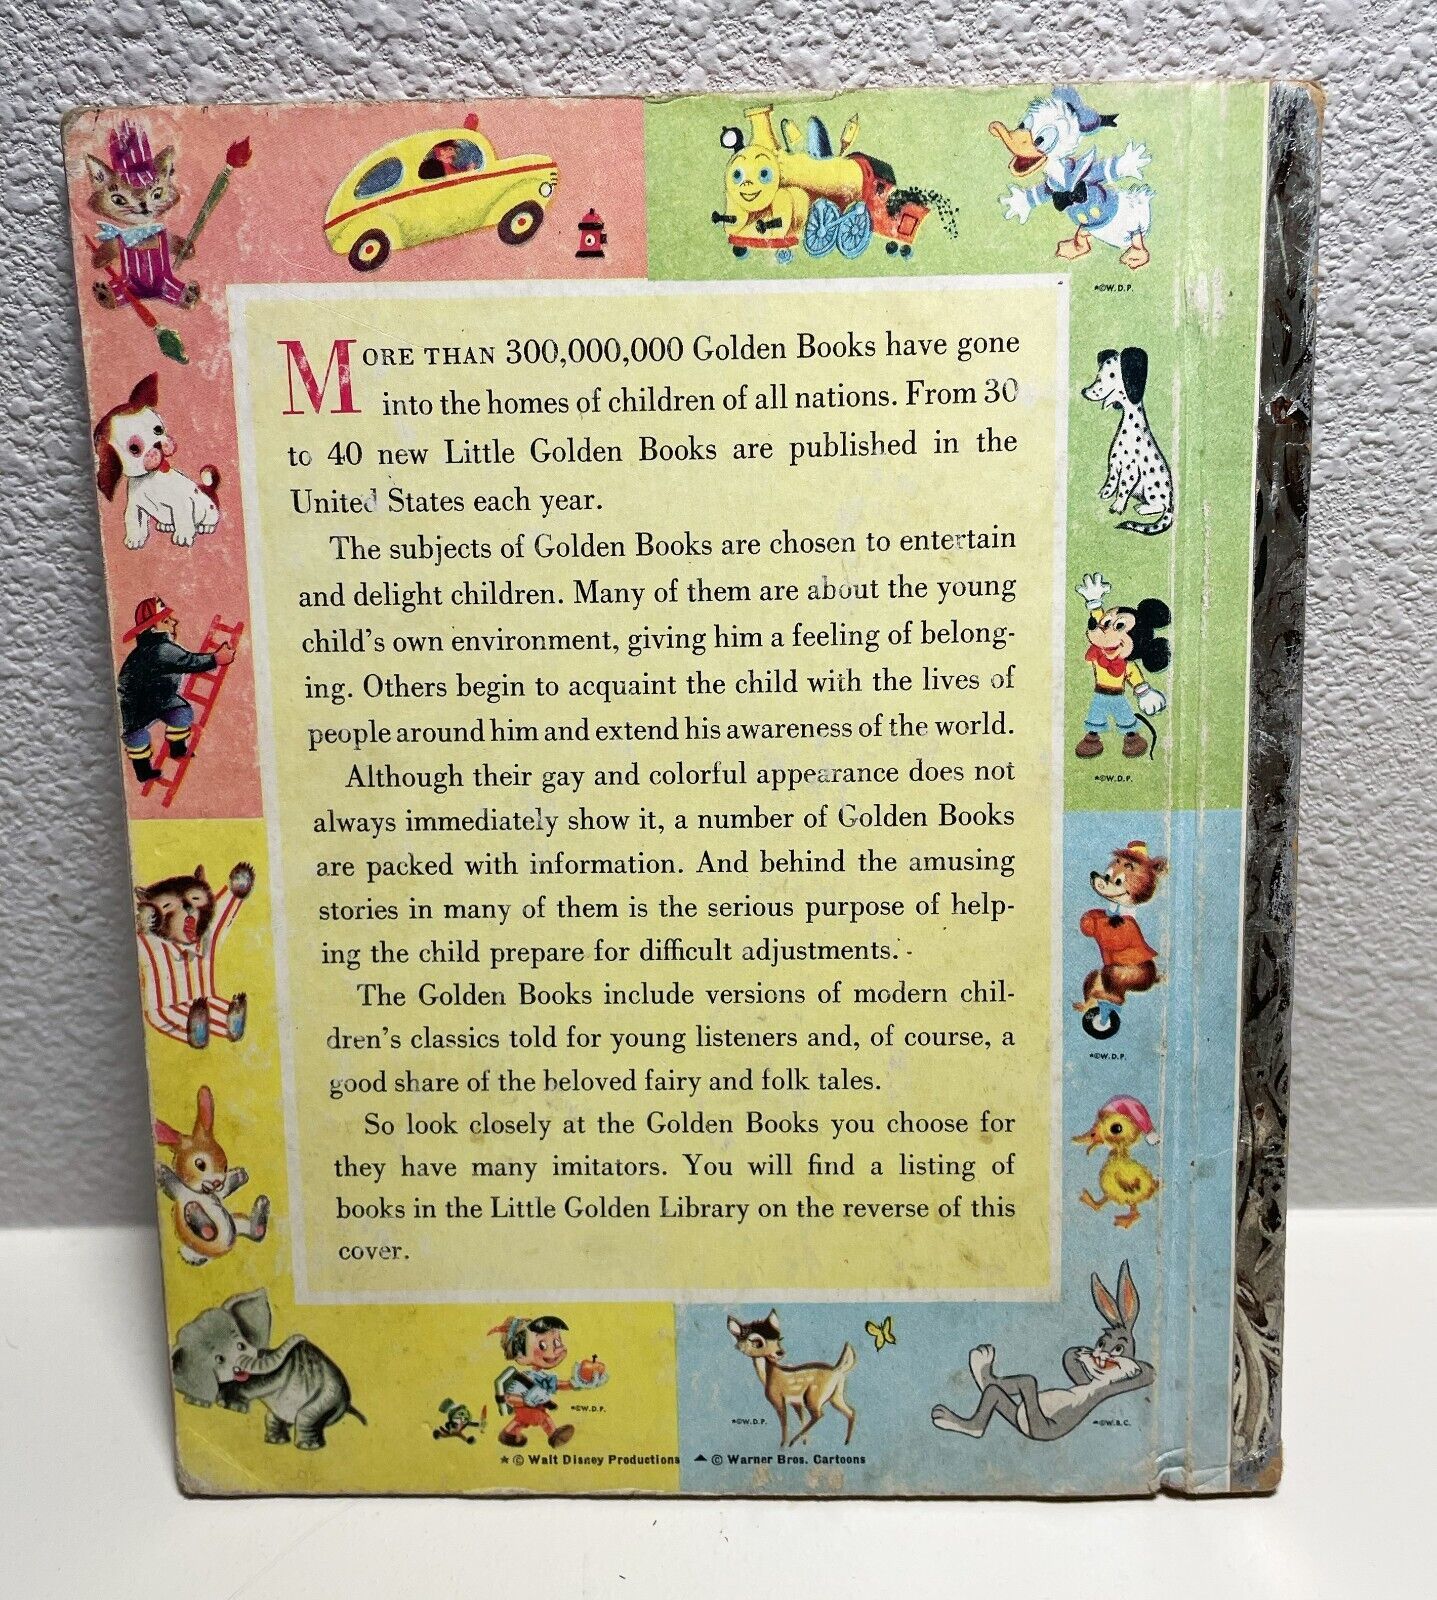 MORE THAN 300,000,000 Golden Books have gone
into the homes of children of all nations. From 30
to 40 new Little Golden Books are published in the
United States each year.
The subjects of Golden Books are chosen to entertain
and delight children. Many of them are about the young
child's own environment, giving him a feeling of belong-
ing. Others begin to acquaint the child with the lives of
people around him and extend his awareness of the world.
Although their gay and colorful appearance does not
always immediately show it, a number of Golden Books
are packed with information. And behind the amusing
stories in many of them is the serious purpose of help-
ing the child prepare for difficult adjustments.
The Golden Books include versions of modern chil-
dren's classics told for young listeners and, of course, a
good share of the beloved fairy and folk tales.
So look closely at the Golden Books you choose for
they have many imitators. You will find a listing of
books in the Little Golden Library on the reverse of this
cover.
*©W.D.P.
*©W.D.P.
*©W.D.P.
*©W.D.P.
*©W.D.P.
▲©W.B.C.
★ © Walt Disney Productions ▲ © Warner Bros. Cartoons